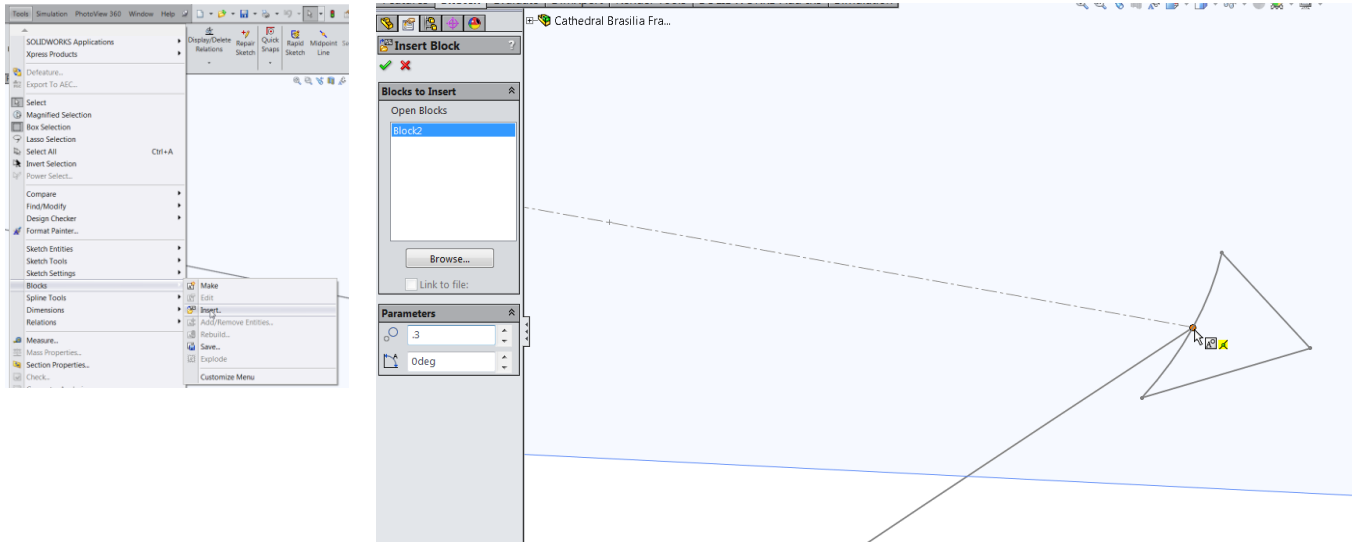 Tools Simulation PhotoView 360 Window Help
SOLIDWORKS Applications
Xpress Products
Defeature...
Export To AEC...
Select
Magnified Selection
Box Selection
Lasso Selection
Select All Ctrl+A
Invert Selection
Power Select...
Compare
Find/Modify
Design Checker
Format Painter...
Sketch Entities
Sketch Tools
Sketch Settings
Blocks
Spline Tools
Dimensions
Relations
Measure...
Mass Properties...
Section Properties...
Check...
Make
Edit
Insert...
Add/Remove Entities...
Rebuild...
Save...
Explode
Customize Menu
Display/Delete Relations
Repair Sketch
Quick Snaps
Rapid Sketch
Midpoint Line
Cathedral Brasilia Fra...
Insert Block ?
Blocks to Insert
Open Blocks
Block2
Browse...
Link to file:
Parameters
.3
0deg